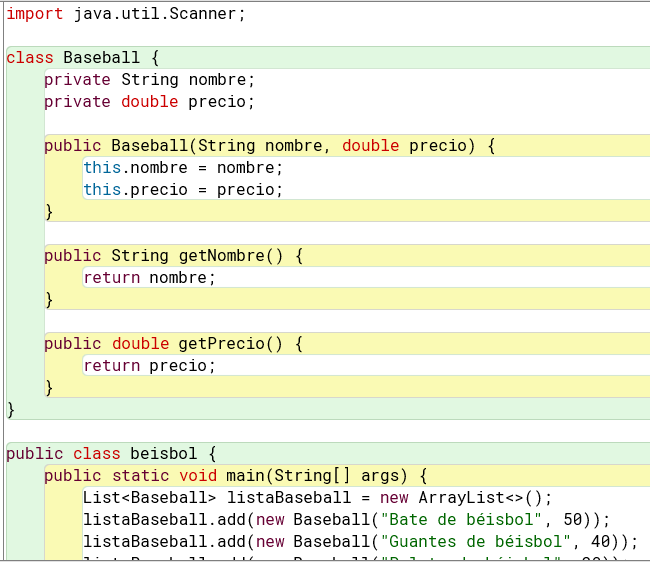 import java.util.Scanner;
class Baseball {
private String nombre;
private double precio;
public Baseball(String nombre, double precio) {
this.nombre = nombre;
this.precio = precio;
}
public String getNombre() {
return nombre;
}
public double getPrecio() {
return precio;
}
}
public class beisbol {
public static void main(String[] args) {
List<Baseball> listaBaseball = new ArrayList<>();
listaBaseball.add(new Baseball("Bate de béisbol", 50));
listaBaseball.add(new Baseball("Guantes de béisbol", 40));